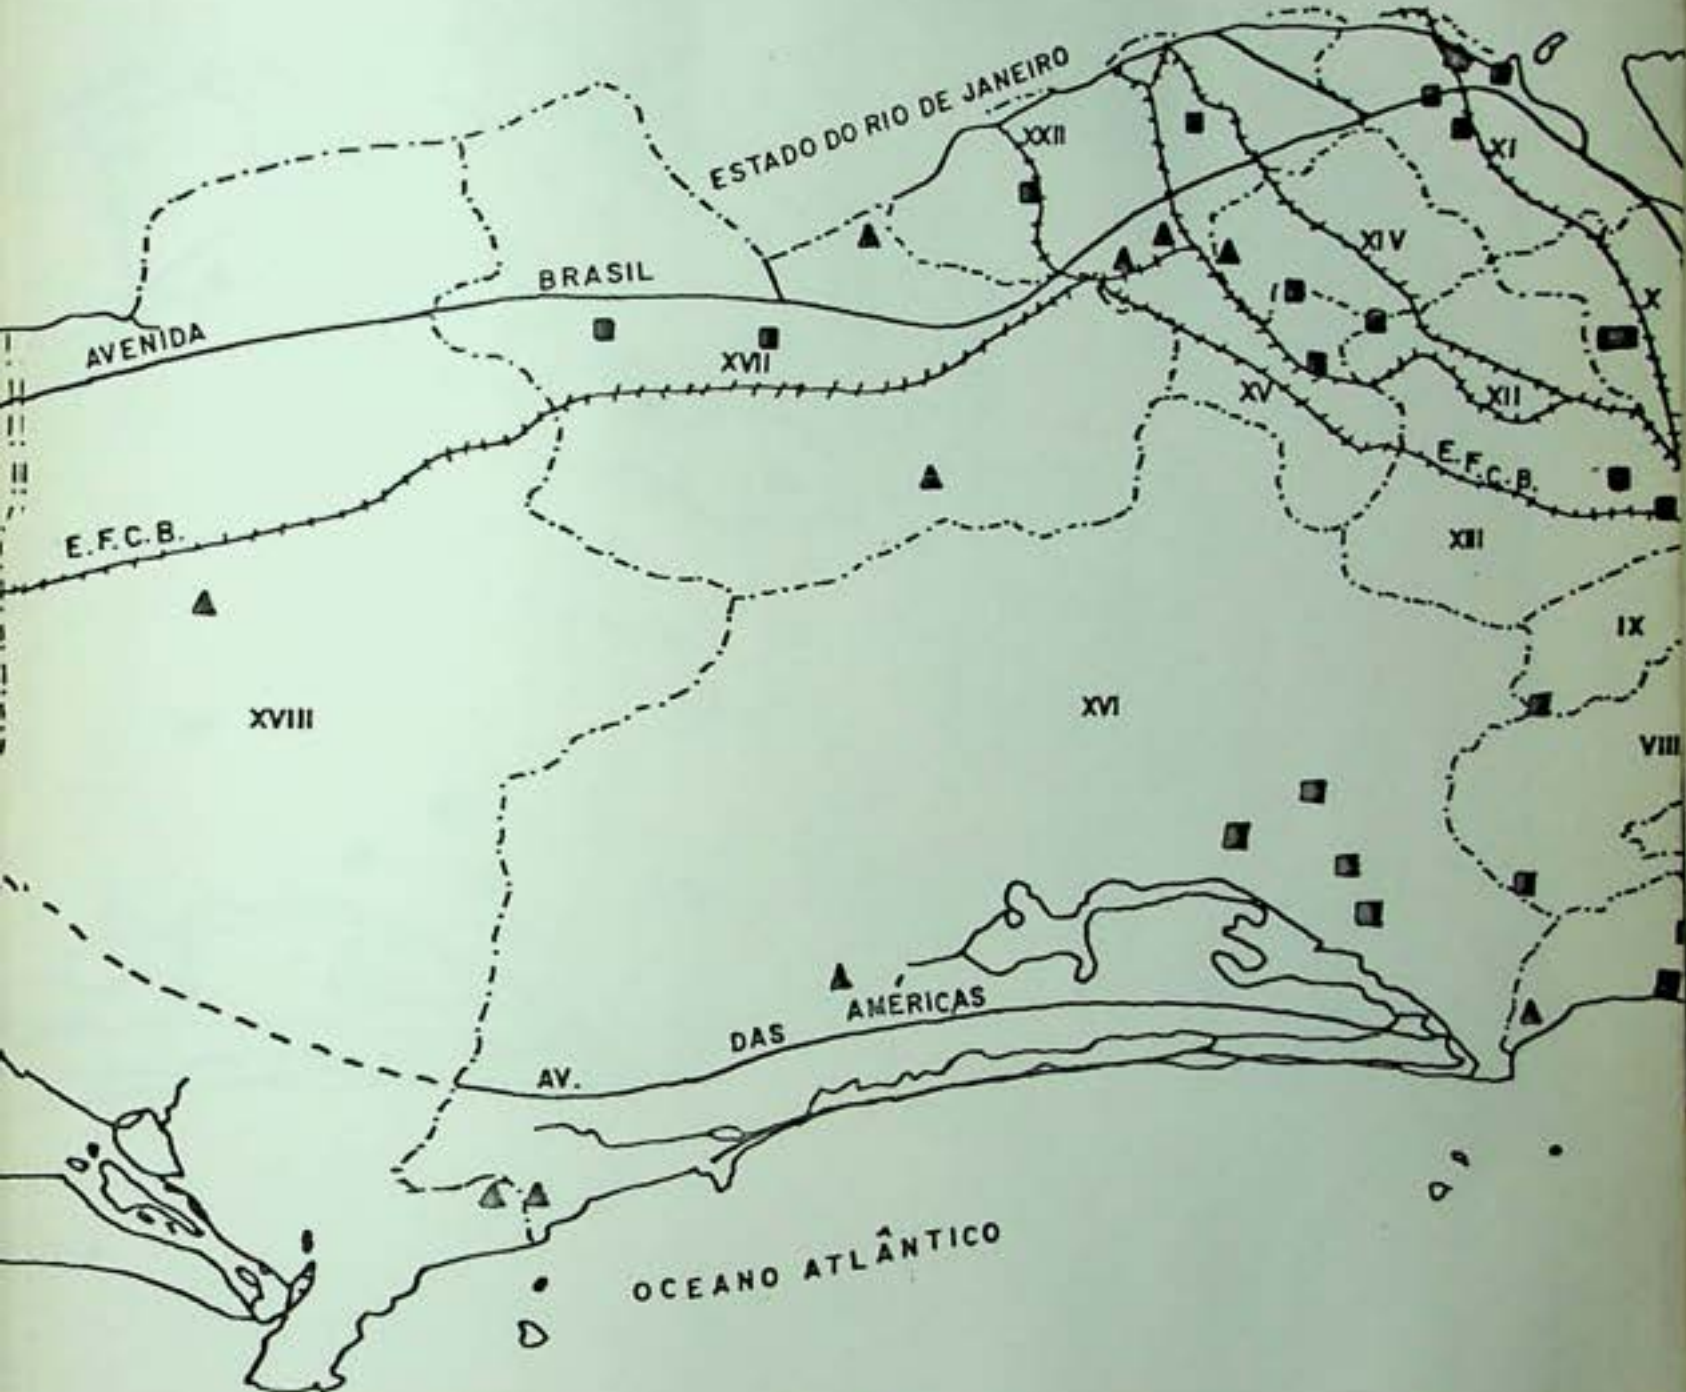 ESTADO DO RIO DE JANEIRO
XXII
XI
XIV
BRASIL
X
AVENIDA
XVII
XV
XII
E.F.C.B.
E.F.C.B.
XIII
IX
XVIII
XVI
VIII
AV. DAS AMÉRICAS
OCEANO ATLÂNTICO